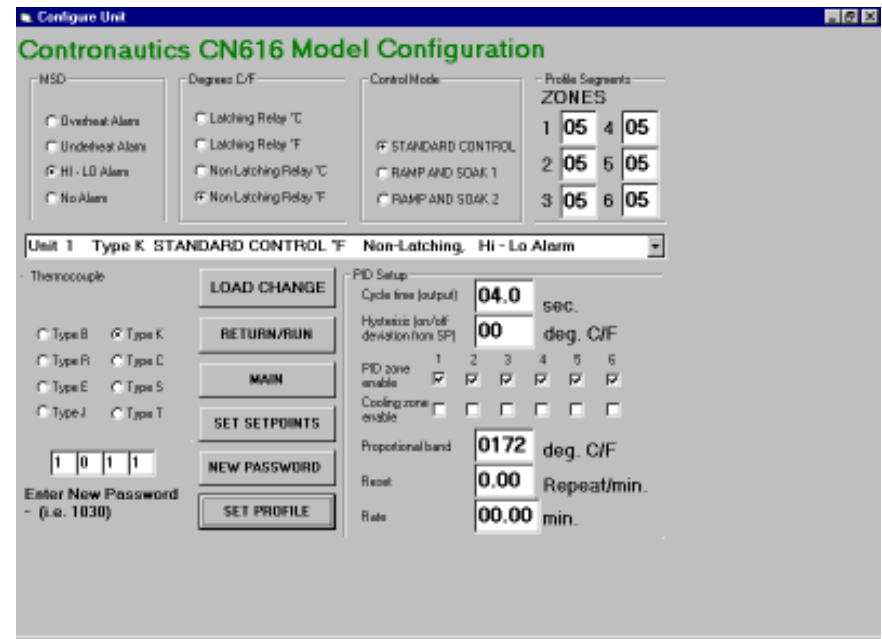 Configure Unit
Contronautics CN616 Model Configuration
MSD
Overheat Alarm
Underheat Alarm
HI - LO Alarm
No Alarm
Degrees C/F
Latching Relay °C
Latching Relay °F
Non Latching Relay °C
Non Latching Relay °F
Control Mode
STANDARD CONTROL
RAMP AND SOAK 1
RAMP AND SOAK 2
Profile Segments
ZONES
1 05 4 05
2 05 5 05
3 05 6 05
Unit 1 Type K STANDARD CONTROL °F Non-Latching, Hi - Lo Alarm
Thermocouple
Type B Type K
Type R Type C
Type E Type S
Type J Type T
1 0 1 1
Enter New Password
- (i.e. 1030)
LOAD CHANGE
RETURN/RUN
MAIN
SET SETPOINTS
NEW PASSWORD
SET PROFILE
PID Setup
Cycle time (output) 04.0 sec.
Hysteisis (on/off
deviation from SP) 00 deg. C/F
1 2 3 4 5 6
PID zone
enable
Cooling zone
enable
Proportional band 0172 deg. C/F
Reset 0.00 Repeat/min.
Rate 00.00 min.